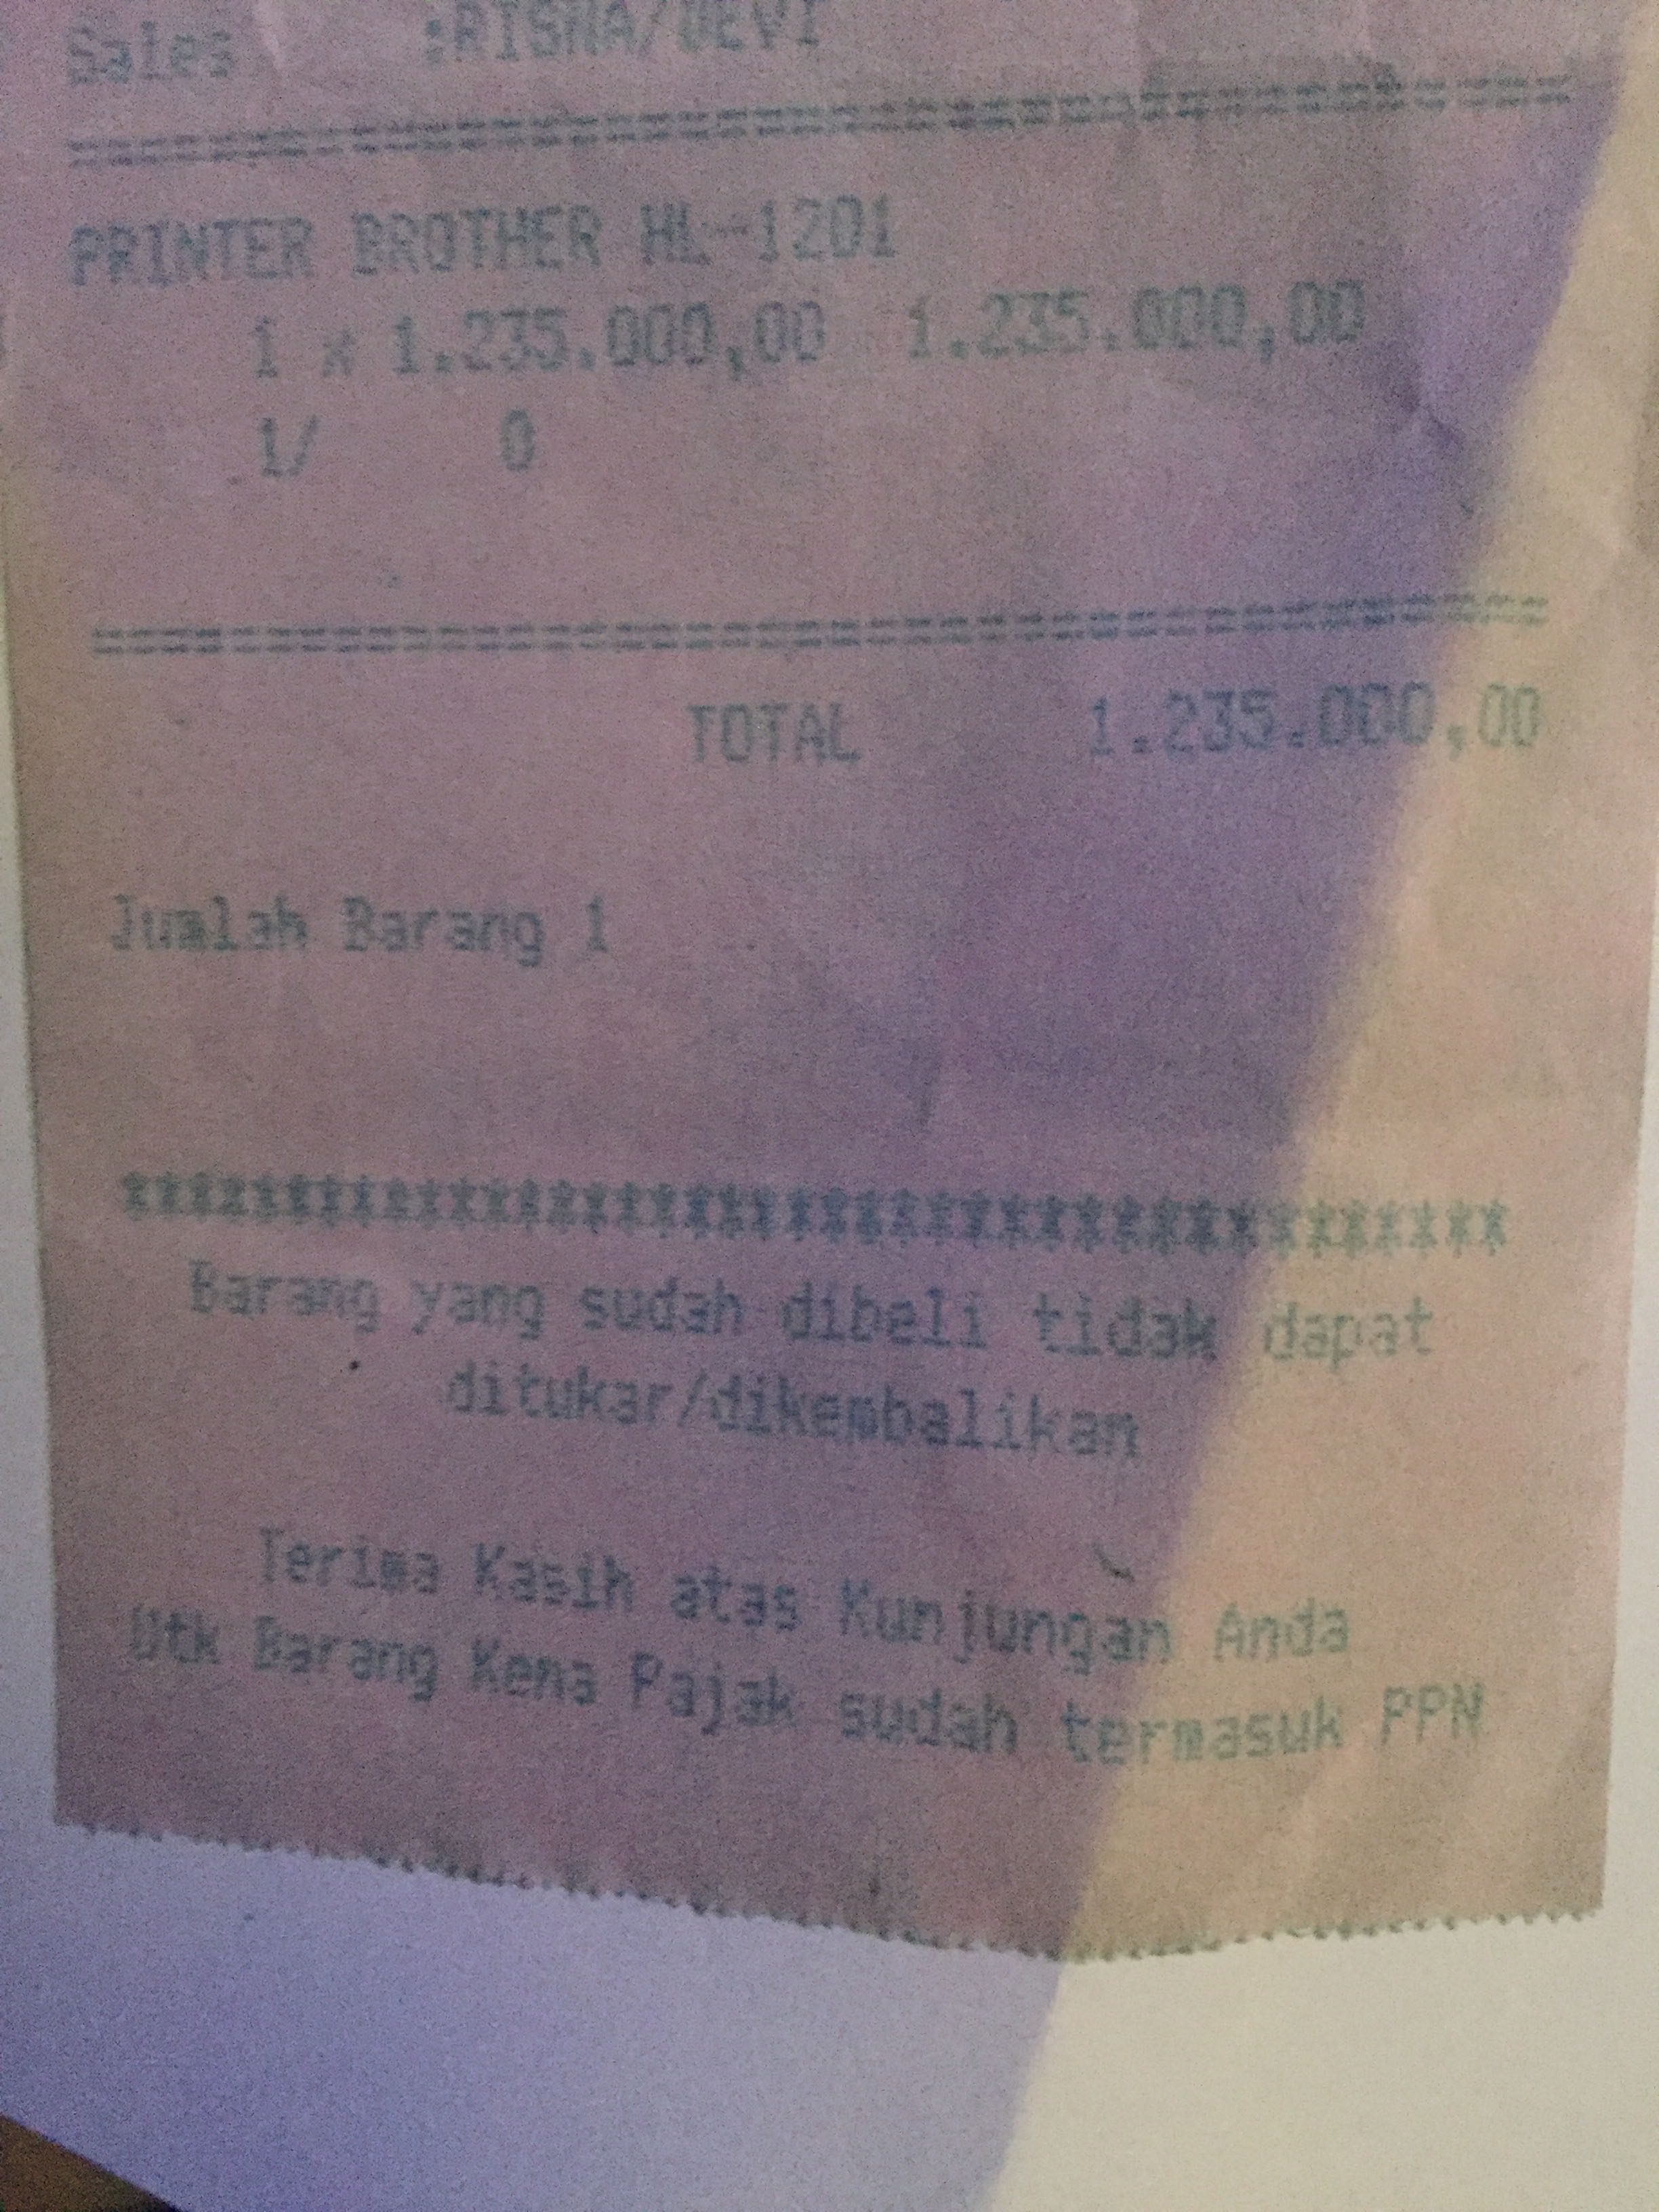 Sales :RISMA/DEVI
====================================
PRINTER BROTHER HL-1201
1 * 1.235.000,00 1.235.000,00
1/ 0
====================================
TOTAL 1.235.000,00
Jumlah Barang 1
****************************************
Barang yang sudah dibeli tidak dapat
ditukar/dikembalikan
Terima Kasih atas Kunjungan Anda
Utk Barang Kena Pajak sudah termasuk PPN